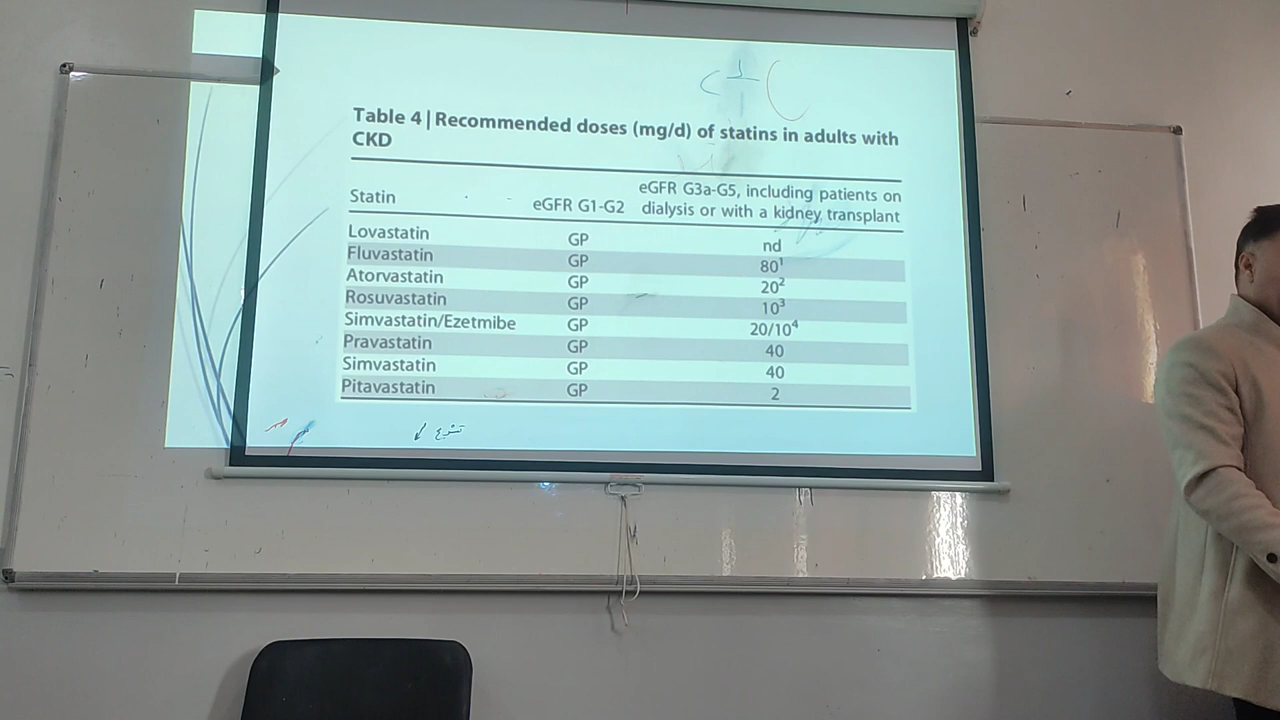 Table 4 | Recommended doses (mg/d) of statins in adults with
CKD
Statin eGFR G1-G2 eGFR G3a-G5, including patients on
dialysis or with a kidney transplant
Lovastatin GP nd
Fluvastatin GP 80¹
Atorvastatin GP 20²
Rosuvastatin GP 10³
Simvastatin/Ezetmibe GP 20/10⁴
Pravastatin GP 40
Simvastatin GP 40
Pitavastatin GP 2